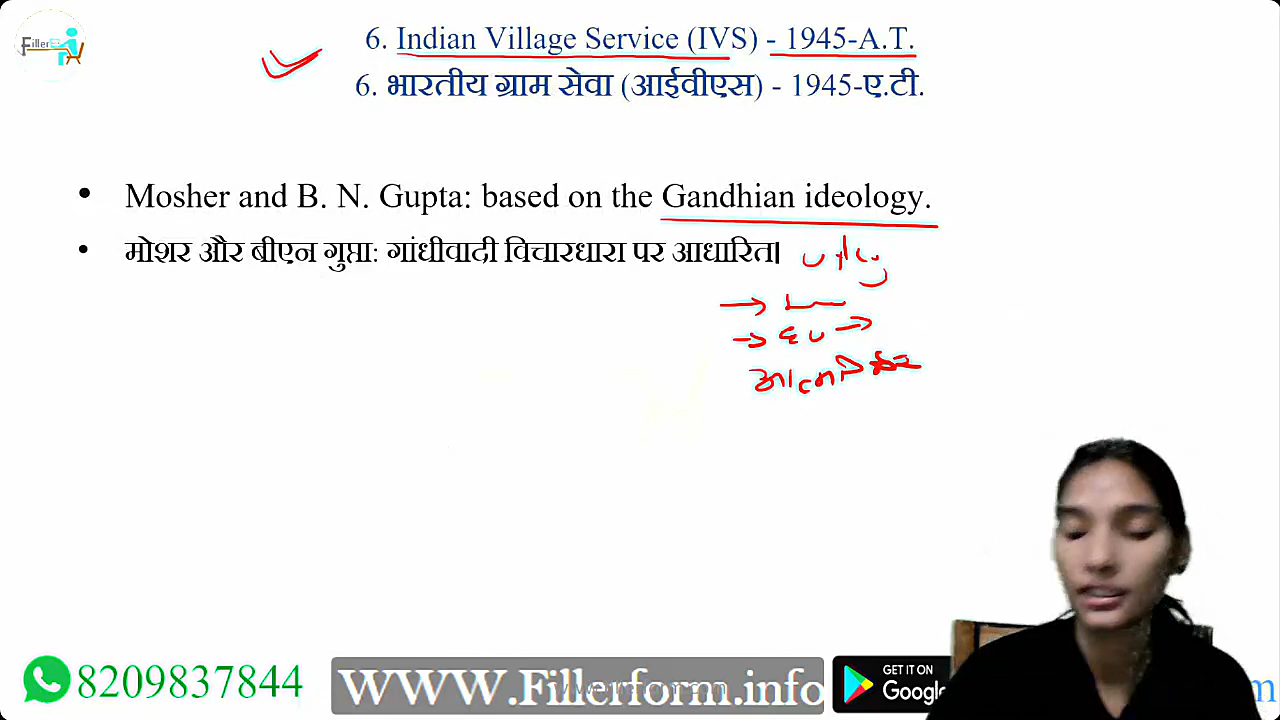 Filler
6. Indian Village Service (IVS) - 1945-A.T.
6. भारतीय ग्राम सेवा (आईवीएस) - 1945-ए.टी.
• Mosher and B. N. Gupta: based on the Gandhian ideology.
• मोशर और बीएन गुप्ता: गांधीवादी विचारधारा पर आधारित।
8209837844
WWW.Fillerform.info
GET IT ON
Google
m